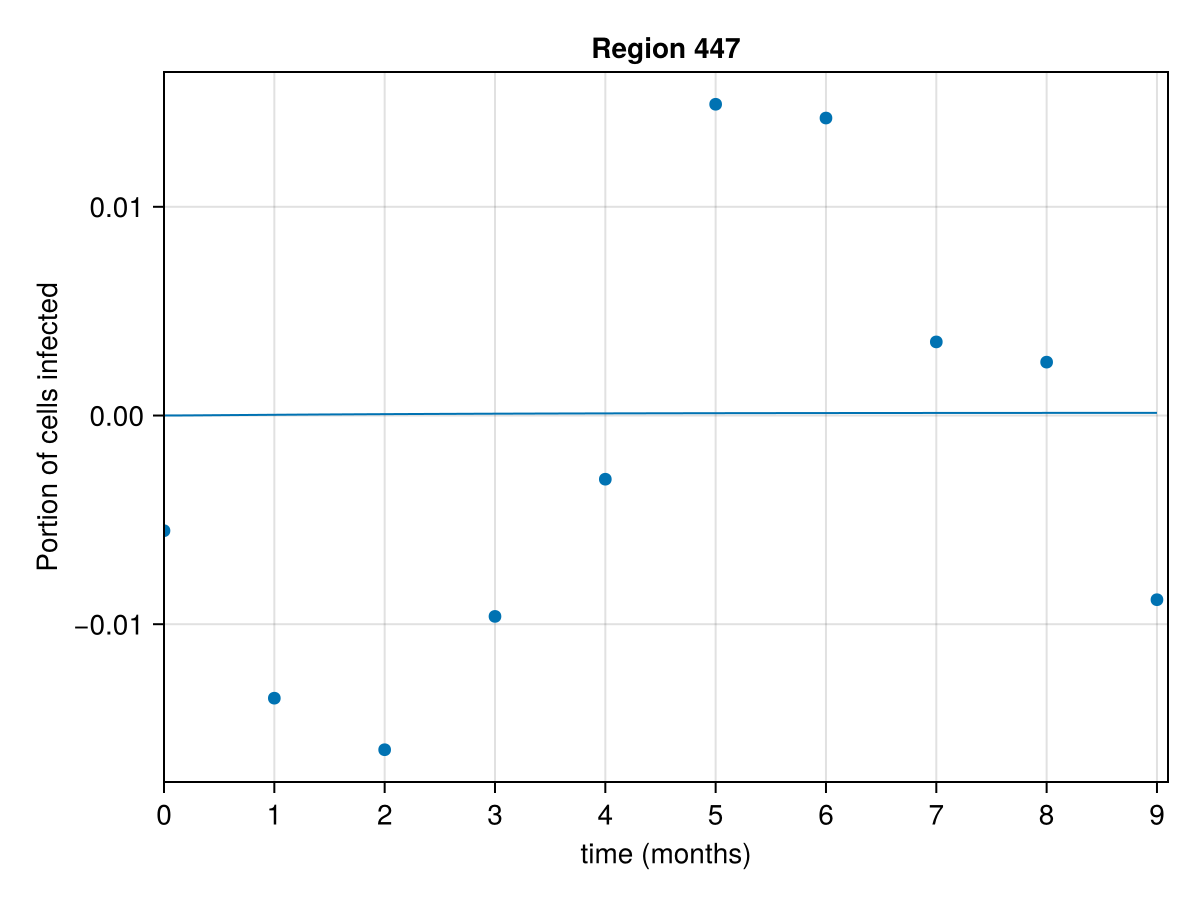 Region 447
Portion of cells infected
0.01
0.00
−0.01
0 1 2 3 4 5 6 7 8 9
time (months)